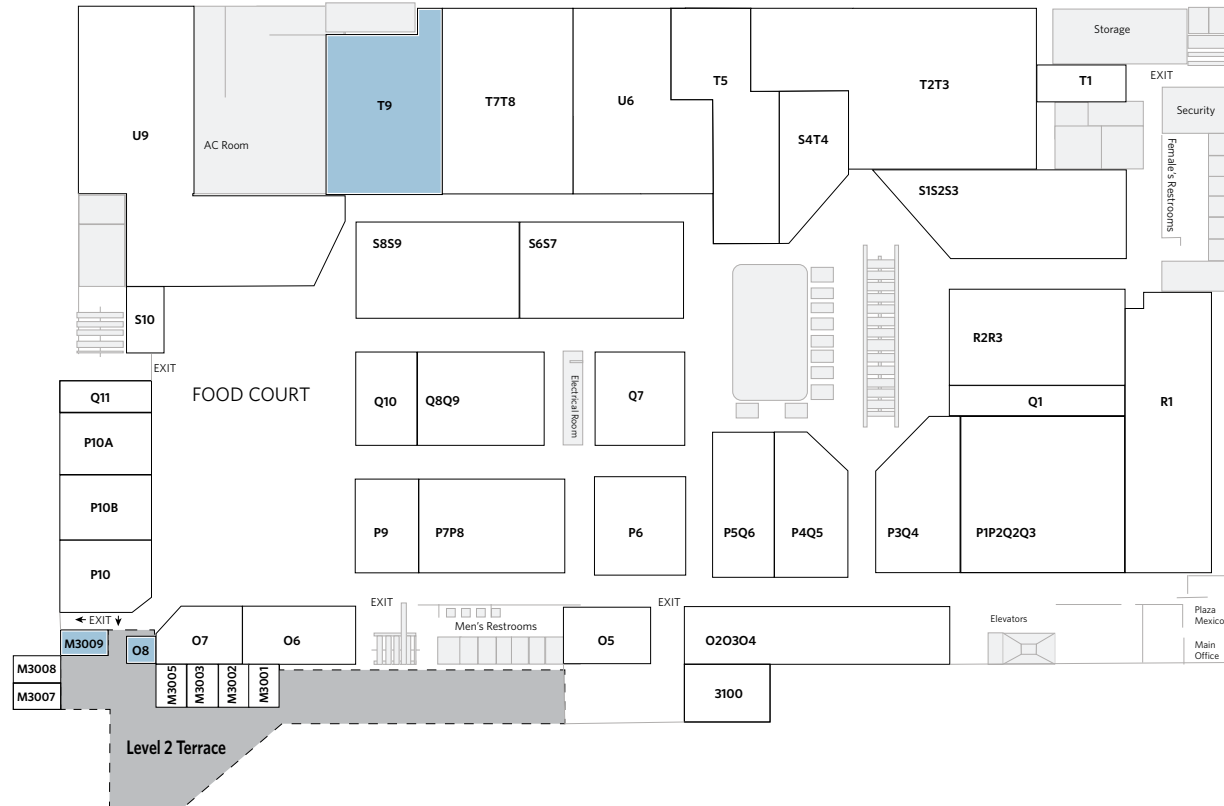 Storage
T1
EXIT
T5
T2T3
T9
T7T8
U6
Security
U9
AC Room
S4T4
Female's Restrooms
S1S2S3
S8S9
S6S7
S10
R2R3
EXIT
FOOD COURT
Q11
Q10
Q8Q9
Electrical Room
Q7
Q1
R1
P10A
P10B
P9
P7P8
P6
P5Q6
P4Q5
P3Q4
P1P2Q2Q3
P10
EXIT
EXIT
EXIT
Plaza
Mexico
Main
Office
Elevators
Men's Restrooms
M3009
O8
O7
O6
O5
O2O3O4
M3008
M3007
M3005
M3003
M3002
M3001
3100
Level 2 Terrace